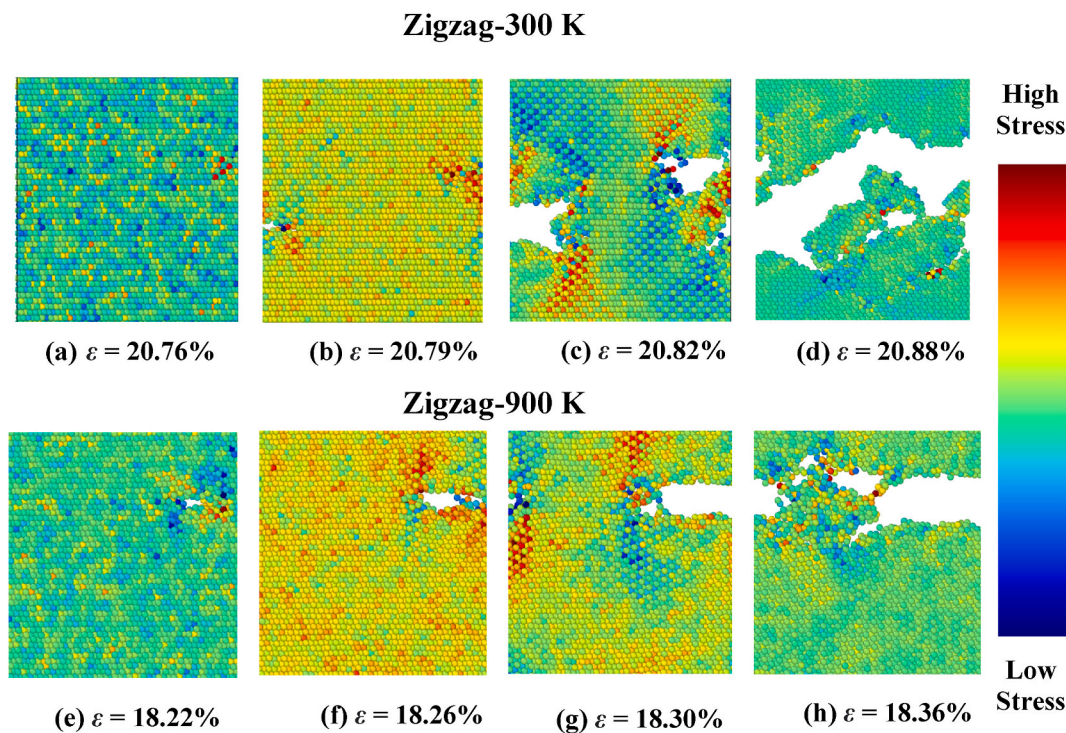 Zigzag-300 K
High
Stress
(a) ε = 20.76%
(b) ε = 20.79%
(c) ε = 20.82%
(d) ε = 20.88%
Zigzag-900 K
Low
Stress
(e) ε = 18.22%
(f) ε = 18.26%
(g) ε = 18.30%
(h) ε = 18.36%